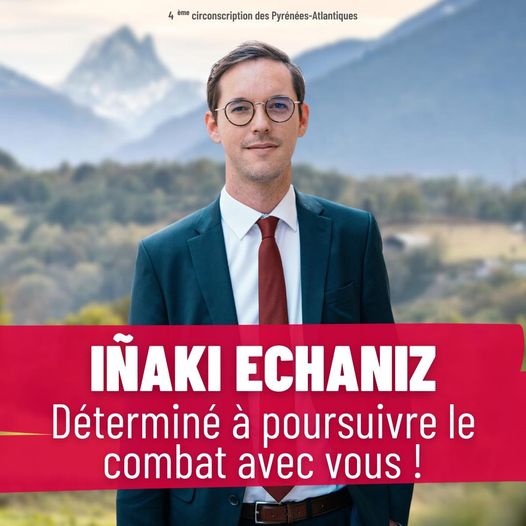 4 ème circonscription des Pyrénées-Atlantiques
IÑAKI ECHANIZ
Déterminé à poursuivre le
combat avec vous !